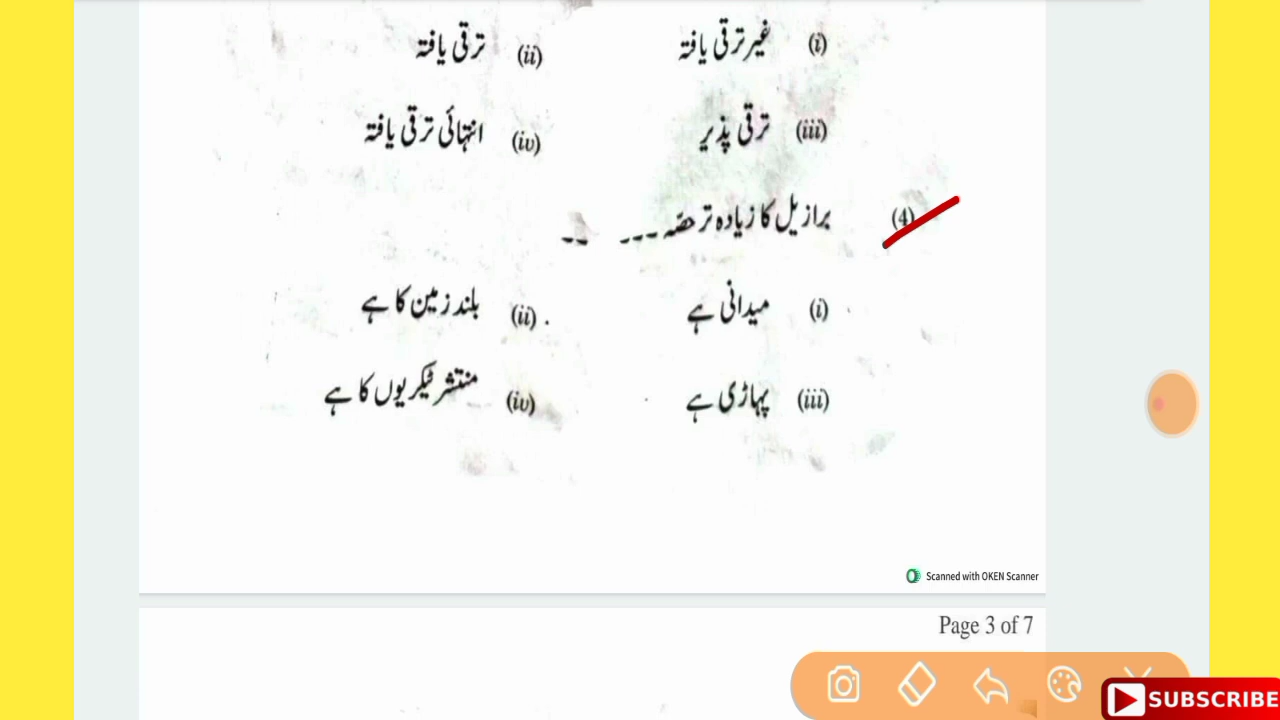 (i) غیر ترقی یافتہ (ii) ترقی یافتہ
(iii) ترقی پذیر (iv) انتہائی ترقی یافتہ
(4) برازیل کا زیادہ تر حصّہ --- --
(i) میدانی ہے (ii) بلند زمین کا ہے
(iii) پہاڑی ہے (iv) منتشر ٹیکریوں کا ہے
Scanned with OKEN Scanner
Page 3 of 7
SUBSCRIBE